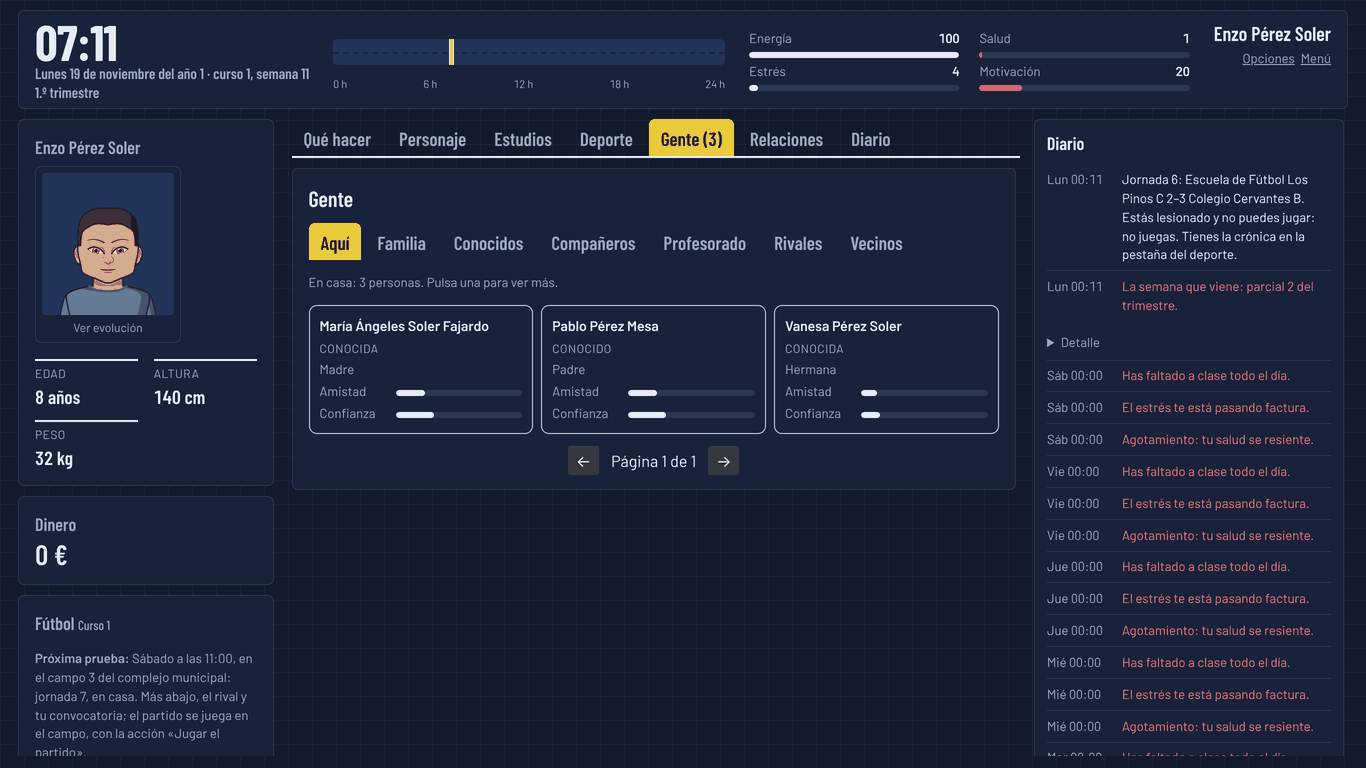 07:11
Lunes 19 de noviembre del año 1 · curso 1, semana 11
1.º trimestre
0 h
6 h
12 h
18 h
24 h
Energía 100
Estrés 4
Salud 1
Motivación 20
Enzo Pérez Soler
Opciones Menú
Enzo Pérez Soler
Ver evolución
EDAD
8 años
ALTURA
140 cm
PESO
32 kg
Dinero
0 €
Fútbol Curso 1
Próxima prueba: Sábado a las 11:00, en
el campo 3 del complejo municipal:
jornada 7, en casa. Más abajo, el rival y
tu convocatoria; el partido se juega en
el campo, con la acción «Jugar el
partido».
Qué hacer
Personaje
Estudios
Deporte
Gente (3)
Relaciones
Diario
Gente
Aquí
Familia
Conocidos
Compañeros
Profesorado
Rivales
Vecinos
En casa: 3 personas. Pulsa una para ver más.
María Ángeles Soler Fajardo
CONOCIDA
Madre
Amistad
Confianza
Pablo Pérez Mesa
CONOCIDO
Padre
Amistad
Confianza
Vanesa Pérez Soler
CONOCIDA
Hermana
Amistad
Confianza
← Página 1 de 1 →
Diario
Lun 00:11 Jornada 6: Escuela de Fútbol Los
Pinos C 2-3 Colegio Cervantes B.
Estás lesionado y no puedes jugar:
no juegas. Tienes la crónica en la
pestaña del deporte.
Lun 00:11 La semana que viene: parcial 2 del
trimestre.
Detalle
Sáb 00:00 Has faltado a clase todo el día.
Sáb 00:00 El estrés te está pasando factura.
Sáb 00:00 Agotamiento: tu salud se resiente.
Vie 00:00 Has faltado a clase todo el día.
Vie 00:00 El estrés te está pasando factura.
Vie 00:00 Agotamiento: tu salud se resiente.
Jue 00:00 Has faltado a clase todo el día.
Jue 00:00 El estrés te está pasando factura.
Jue 00:00 Agotamiento: tu salud se resiente.
Mié 00:00 Has faltado a clase todo el día.
Mié 00:00 El estrés te está pasando factura.
Mié 00:00 Agotamiento: tu salud se resiente.